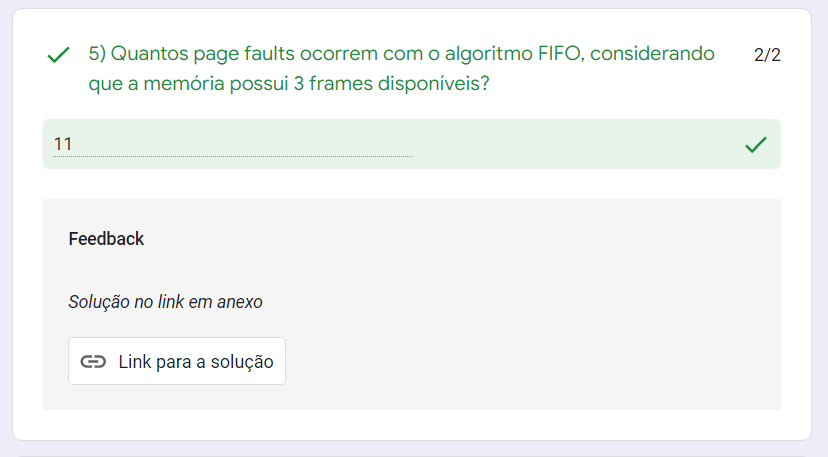 5) Quantos page faults ocorrem com o algoritmo FIFO, considerando
2/2
que a memória possui 3 frames disponíveis?
11
Feedback
Solução no link em anexo
Link para a solução